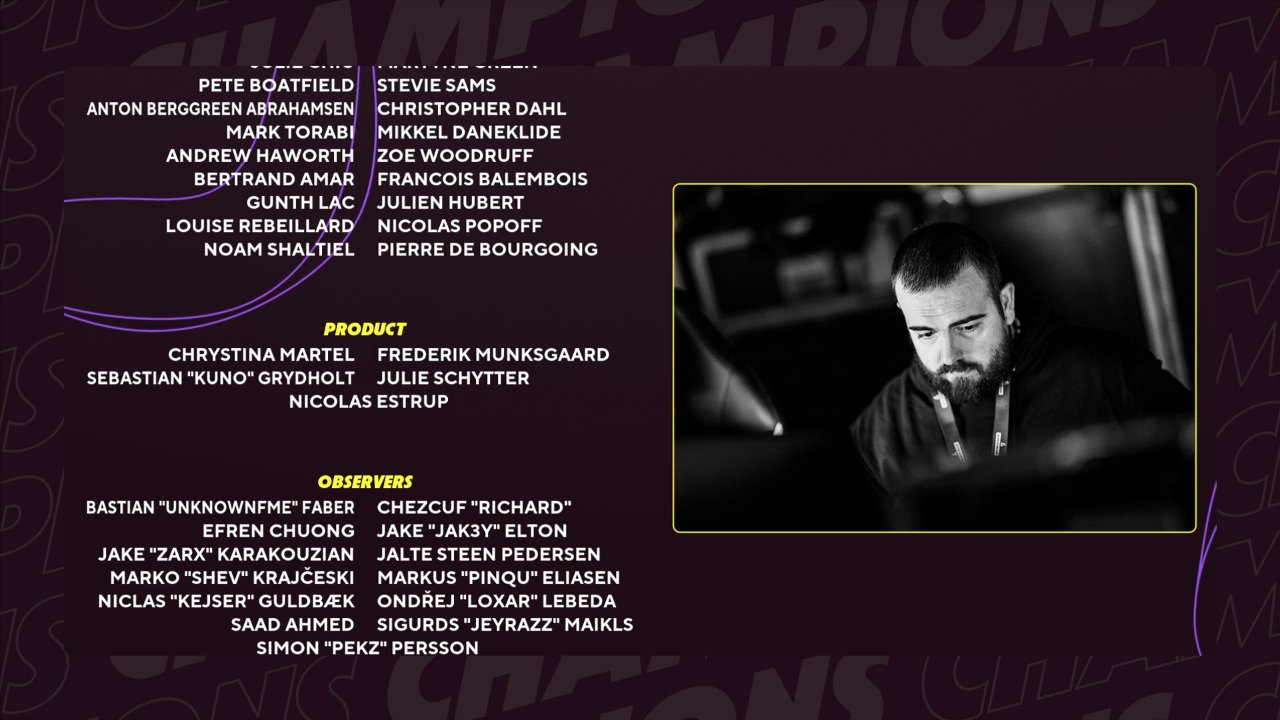 CHAMPIONS
PETE BOATFIELD STEVIE SAMS
ANTON BERGGREEN ABRAHAMSEN CHRISTOPHER DAHL
MARK TORABI MIKKEL DANEKLIDE
ANDREW HAWORTH ZOE WOODRUFF
BERTRAND AMAR FRANCOIS BALEMBOIS
GUNTH LAC JULIEN HUBERT
LOUISE REBEILLARD NICOLAS POPOFF
NOAM SHALTIEL PIERRE DE BOURGOING
PRODUCT
CHRYSTINA MARTEL FREDERIK MUNKSGAARD
SEBASTIAN "KUNO" GRYDHOLT JULIE SCHYTTER
NICOLAS ESTRUP
OBSERVERS
BASTIAN "UNKNOWNFME" FABER CHEZCUF "RICHARD"
EFREN CHUONG JAKE "JAK3Y" ELTON
JAKE "ZARX" KARAKOUZIAN JALTE STEEN PEDERSEN
MARKO "SHEV" KRAJČESKI MARKUS "PINQU" ELIASEN
NICLAS "KEJSER" GULDBÆK ONDŘEJ "LOXAR" LEBEDA
SAAD AHMED SIGURDS "JEYRAZZ" MAIKLS
SIMON "PEKZ" PERSSON